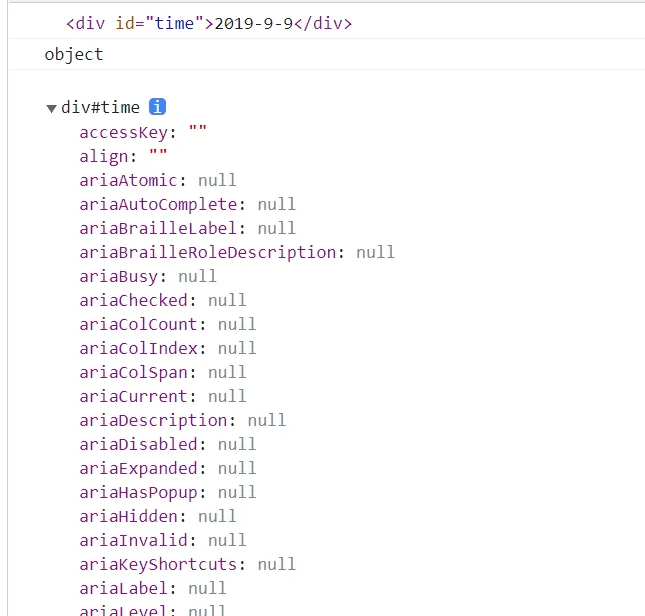 <div id="time">2019-9-9</div>
object
▼div#time i
accessKey: ""
align: ""
ariaAtomic: null
ariaAutoComplete: null
ariaBrailleLabel: null
ariaBrailleRoleDescription: null
ariaBusy: null
ariaChecked: null
ariaColCount: null
ariaColIndex: null
ariaColSpan: null
ariaCurrent: null
ariaDescription: null
ariaDisabled: null
ariaExpanded: null
ariaHasPopup: null
ariaHidden: null
ariaInvalid: null
ariaKeyShortcuts: null
ariaLabel: null
ariaLevel: null